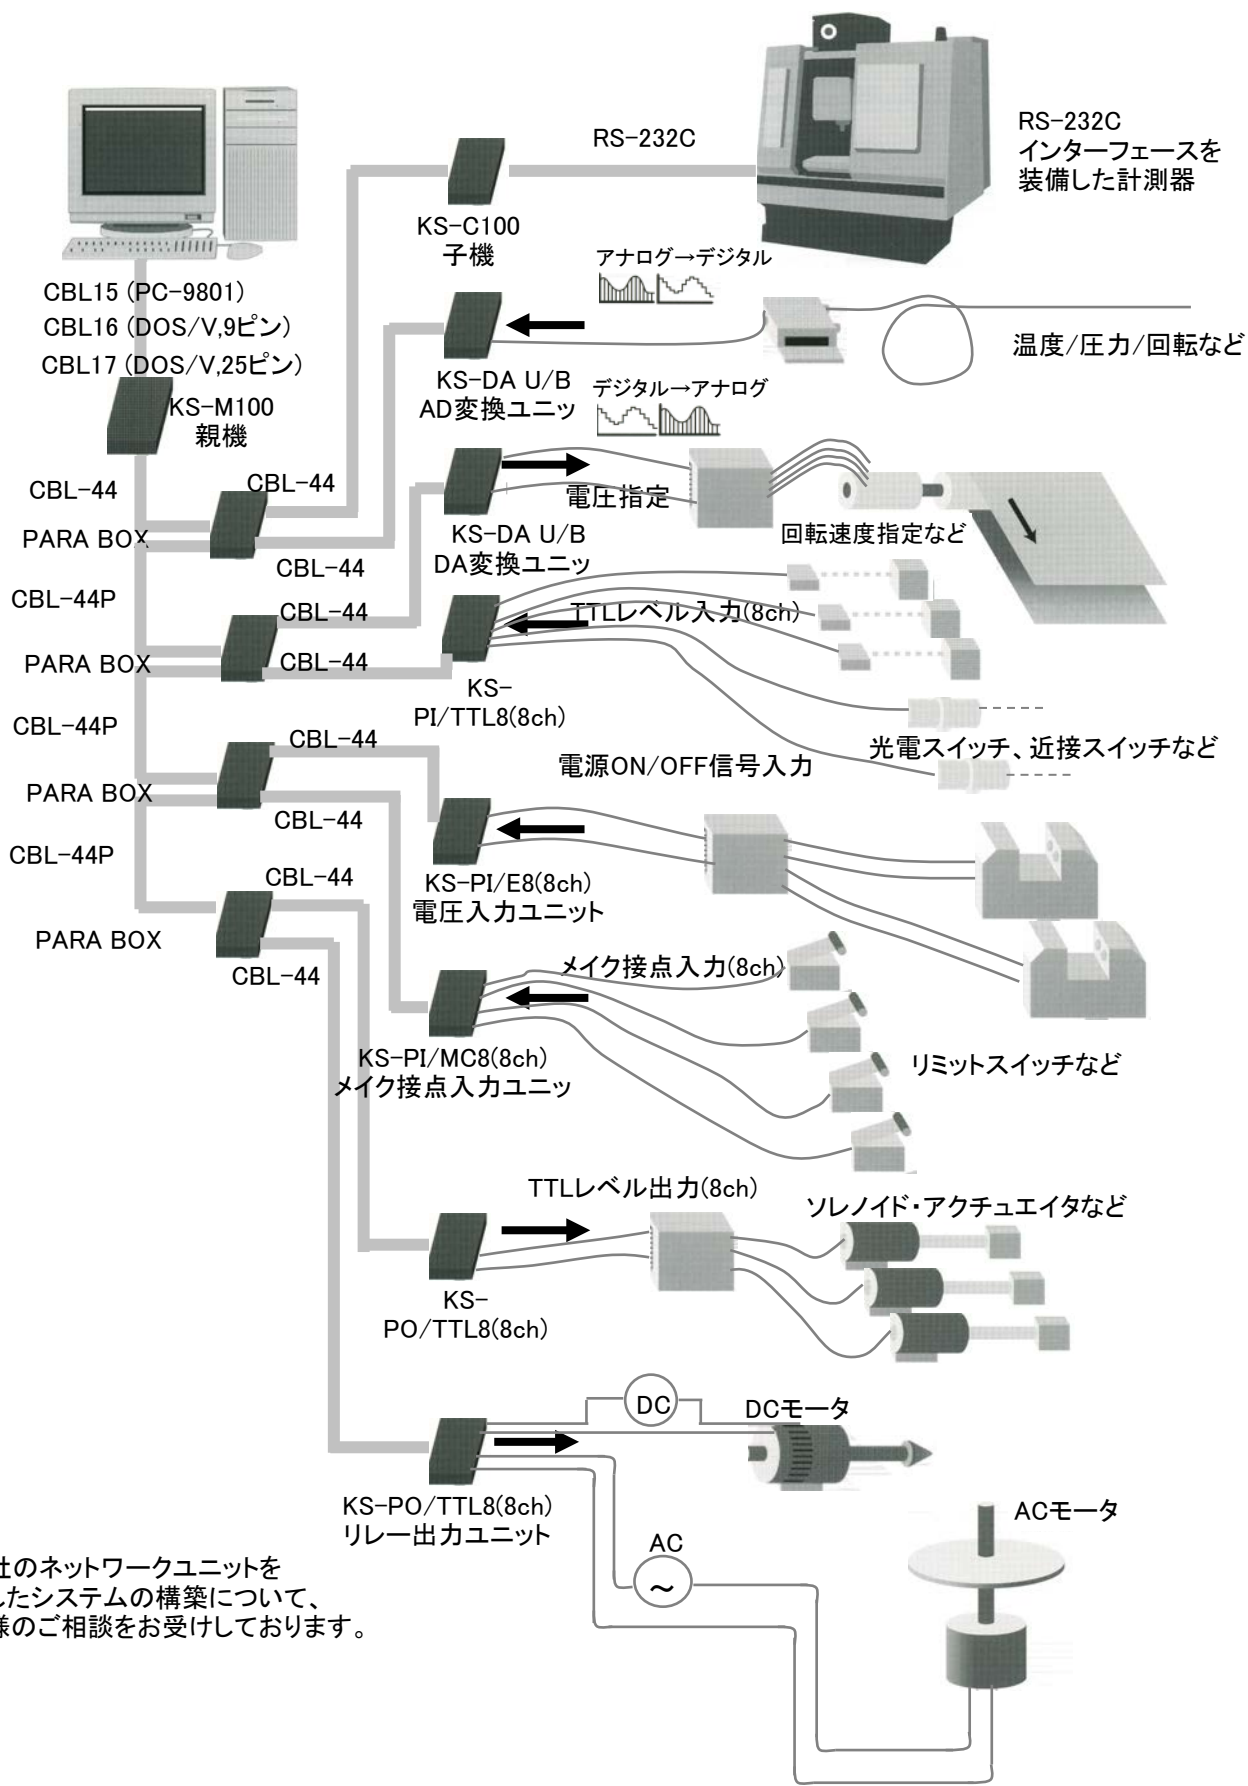 RS-232C
RS-232C
インターフェースを
装備した計測器
KS-C100
子機
アナログ→デジタル
CBL15 (PC-9801)
CBL16 (DOS/V,9ピン)
CBL17 (DOS/V,25ピン)
温度/圧力/回転など
KS-DA U/B
AD変換ユニッ
デジタル→アナログ
KS-M100
親機
CBL-44
CBL-44
電圧指定
PARA BOX
KS-DA U/B
DA変換ユニッ
回転速度指定など
CBL-44
CBL-44P
CBL-44
TTLレベル入力(8ch)
PARA BOX
CBL-44
KS-
PI/TTL8(8ch)
CBL-44P
CBL-44
光電スイッチ、近接スイッチなど
電源ON/OFF信号入力
PARA BOX
CBL-44
CBL-44P
CBL-44
KS-PI/E8(8ch)
電圧入力ユニット
PARA BOX
CBL-44
メイク接点入力(8ch)
KS-PI/MC8(8ch)
メイク接点入力ユニッ
リミットスイッチなど
TTLレベル出力(8ch)
ソレノイド・アクチュエイタなど
KS-
PO/TTL8(8ch)
DC
DCモータ
KS-PO/TTL8(8ch)
リレー出力ユニット
ACモータ
AC
~
社のネットワークユニットを
したシステムの構築について、
様のご相談をお受けしております。